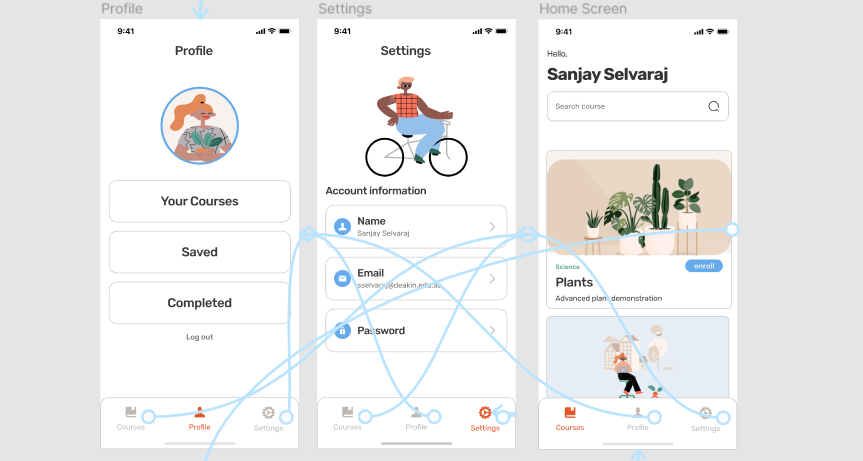 Profile
9:41
Profile
Your Courses
Saved
Completed
Log out
Courses
Profile
Settings
Settings
9:41
Settings
Account information
Name
Sanjay Selvaraj
Email
sselvaraj@deakin.edu.au
Password
Courses
Profile
Settings
Home Screen
9:41
Hello,
Sanjay Selvaraj
Search course
Science
enroll
Plants
Advanced plant demonstration
Courses
Profile
Settings